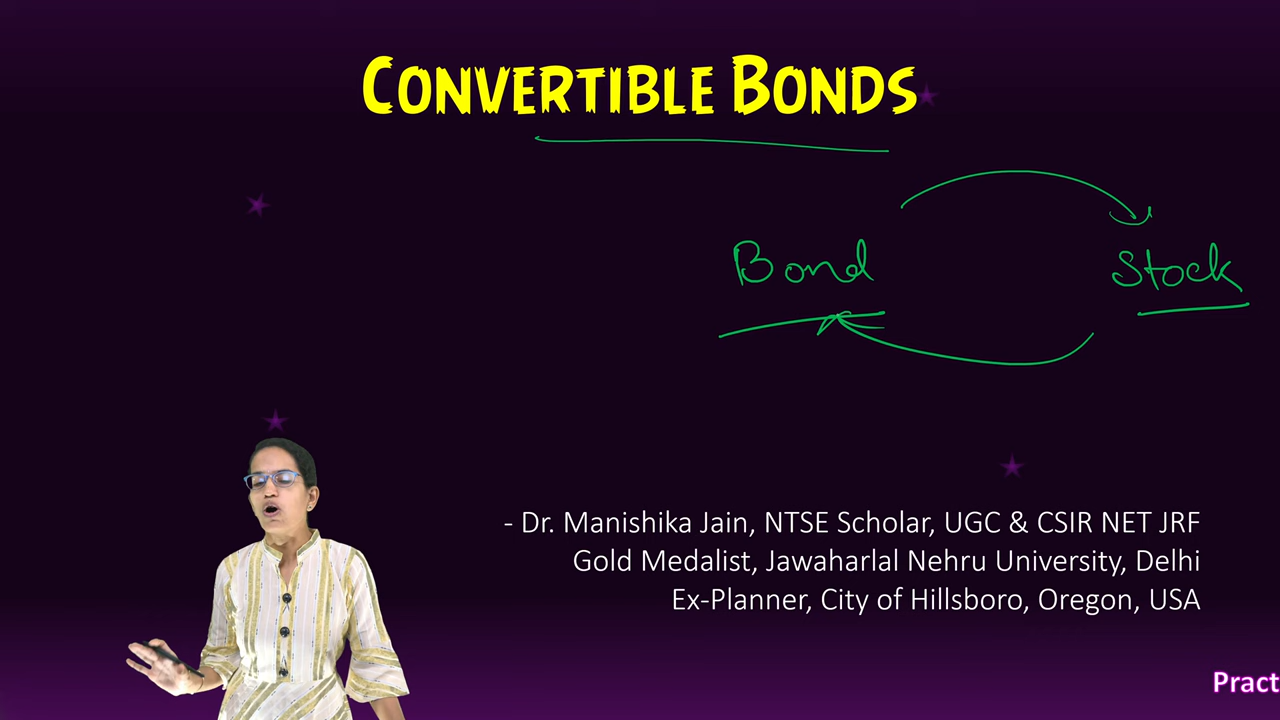 CONVERTIBLE BONDS
Bond
Stock
- Dr. Manishika Jain, NTSE Scholar, UGC & CSIR NET JRF
Gold Medalist, Jawaharlal Nehru University, Delhi
Ex-Planner, City of Hillsboro, Oregon, USA
Pract